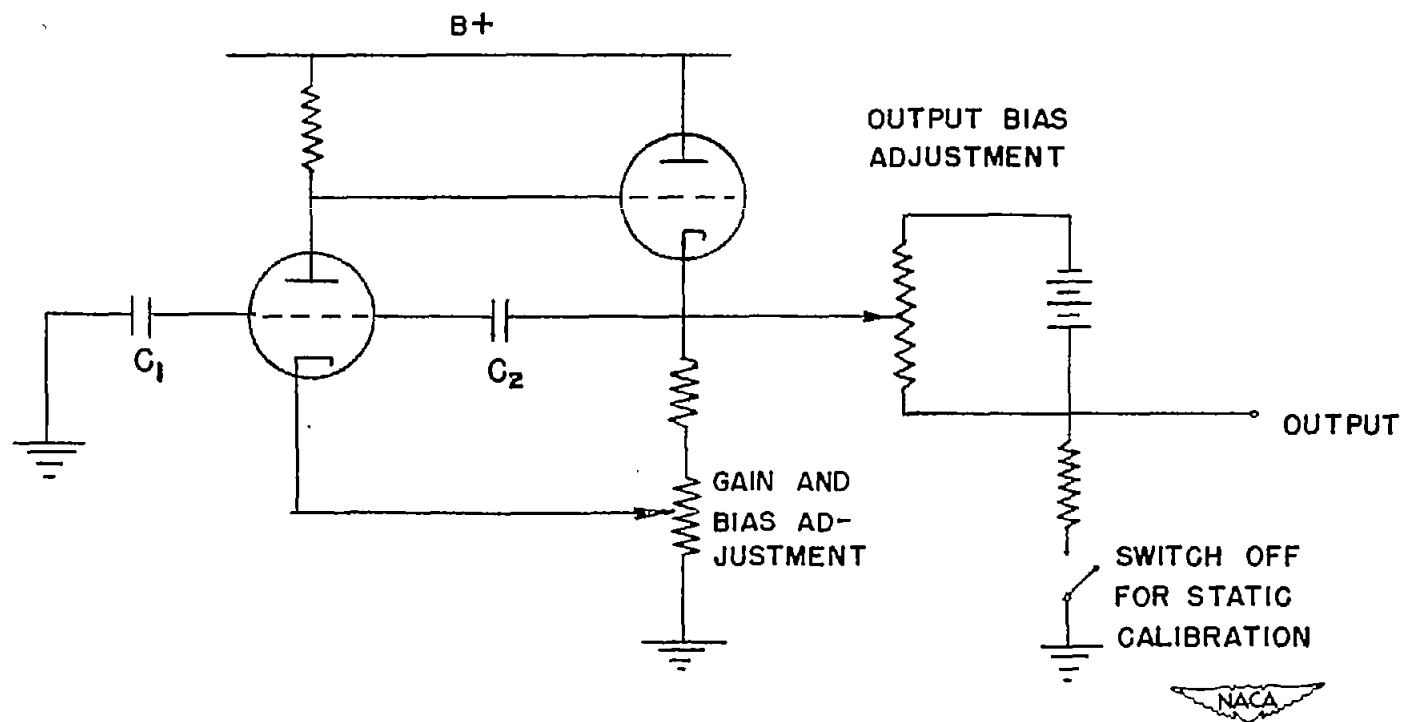 B+
OUTPUT BIAS
ADJUSTMENT
C₁
C₂
OUTPUT
GAIN AND
BIAS AD-
JUSTMENT
SWITCH OFF
FOR STATIC
CALIBRATION
NACA